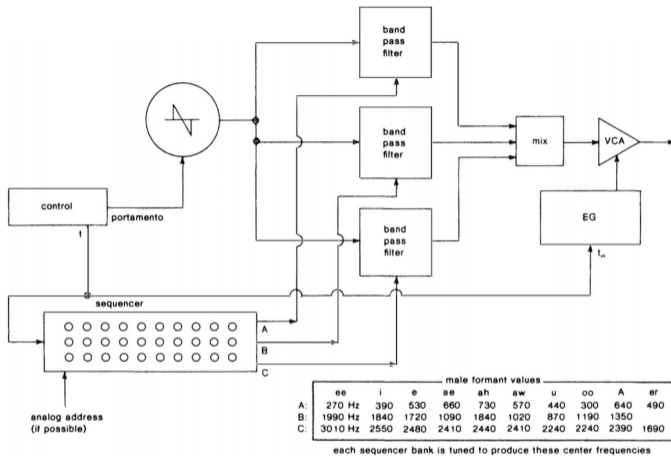 band
pass
filter
band
pass
filter
mix
VCA
control
portamento
t
band
pass
filter
EG
sequencer
A
B
C
analog address
(if possible)
male formant values
ee i e ae ah aw u oo A er
A: 270 Hz 390 530 660 730 570 440 300 640 490
B: 1990 Hz 1840 1720 1090 1840 1020 870 1190 1350
C: 3010 Hz 2550 2480 2410 2440 2410 2240 2240 2390 1690
each sequencer bank is tuned to produce these center frequencies